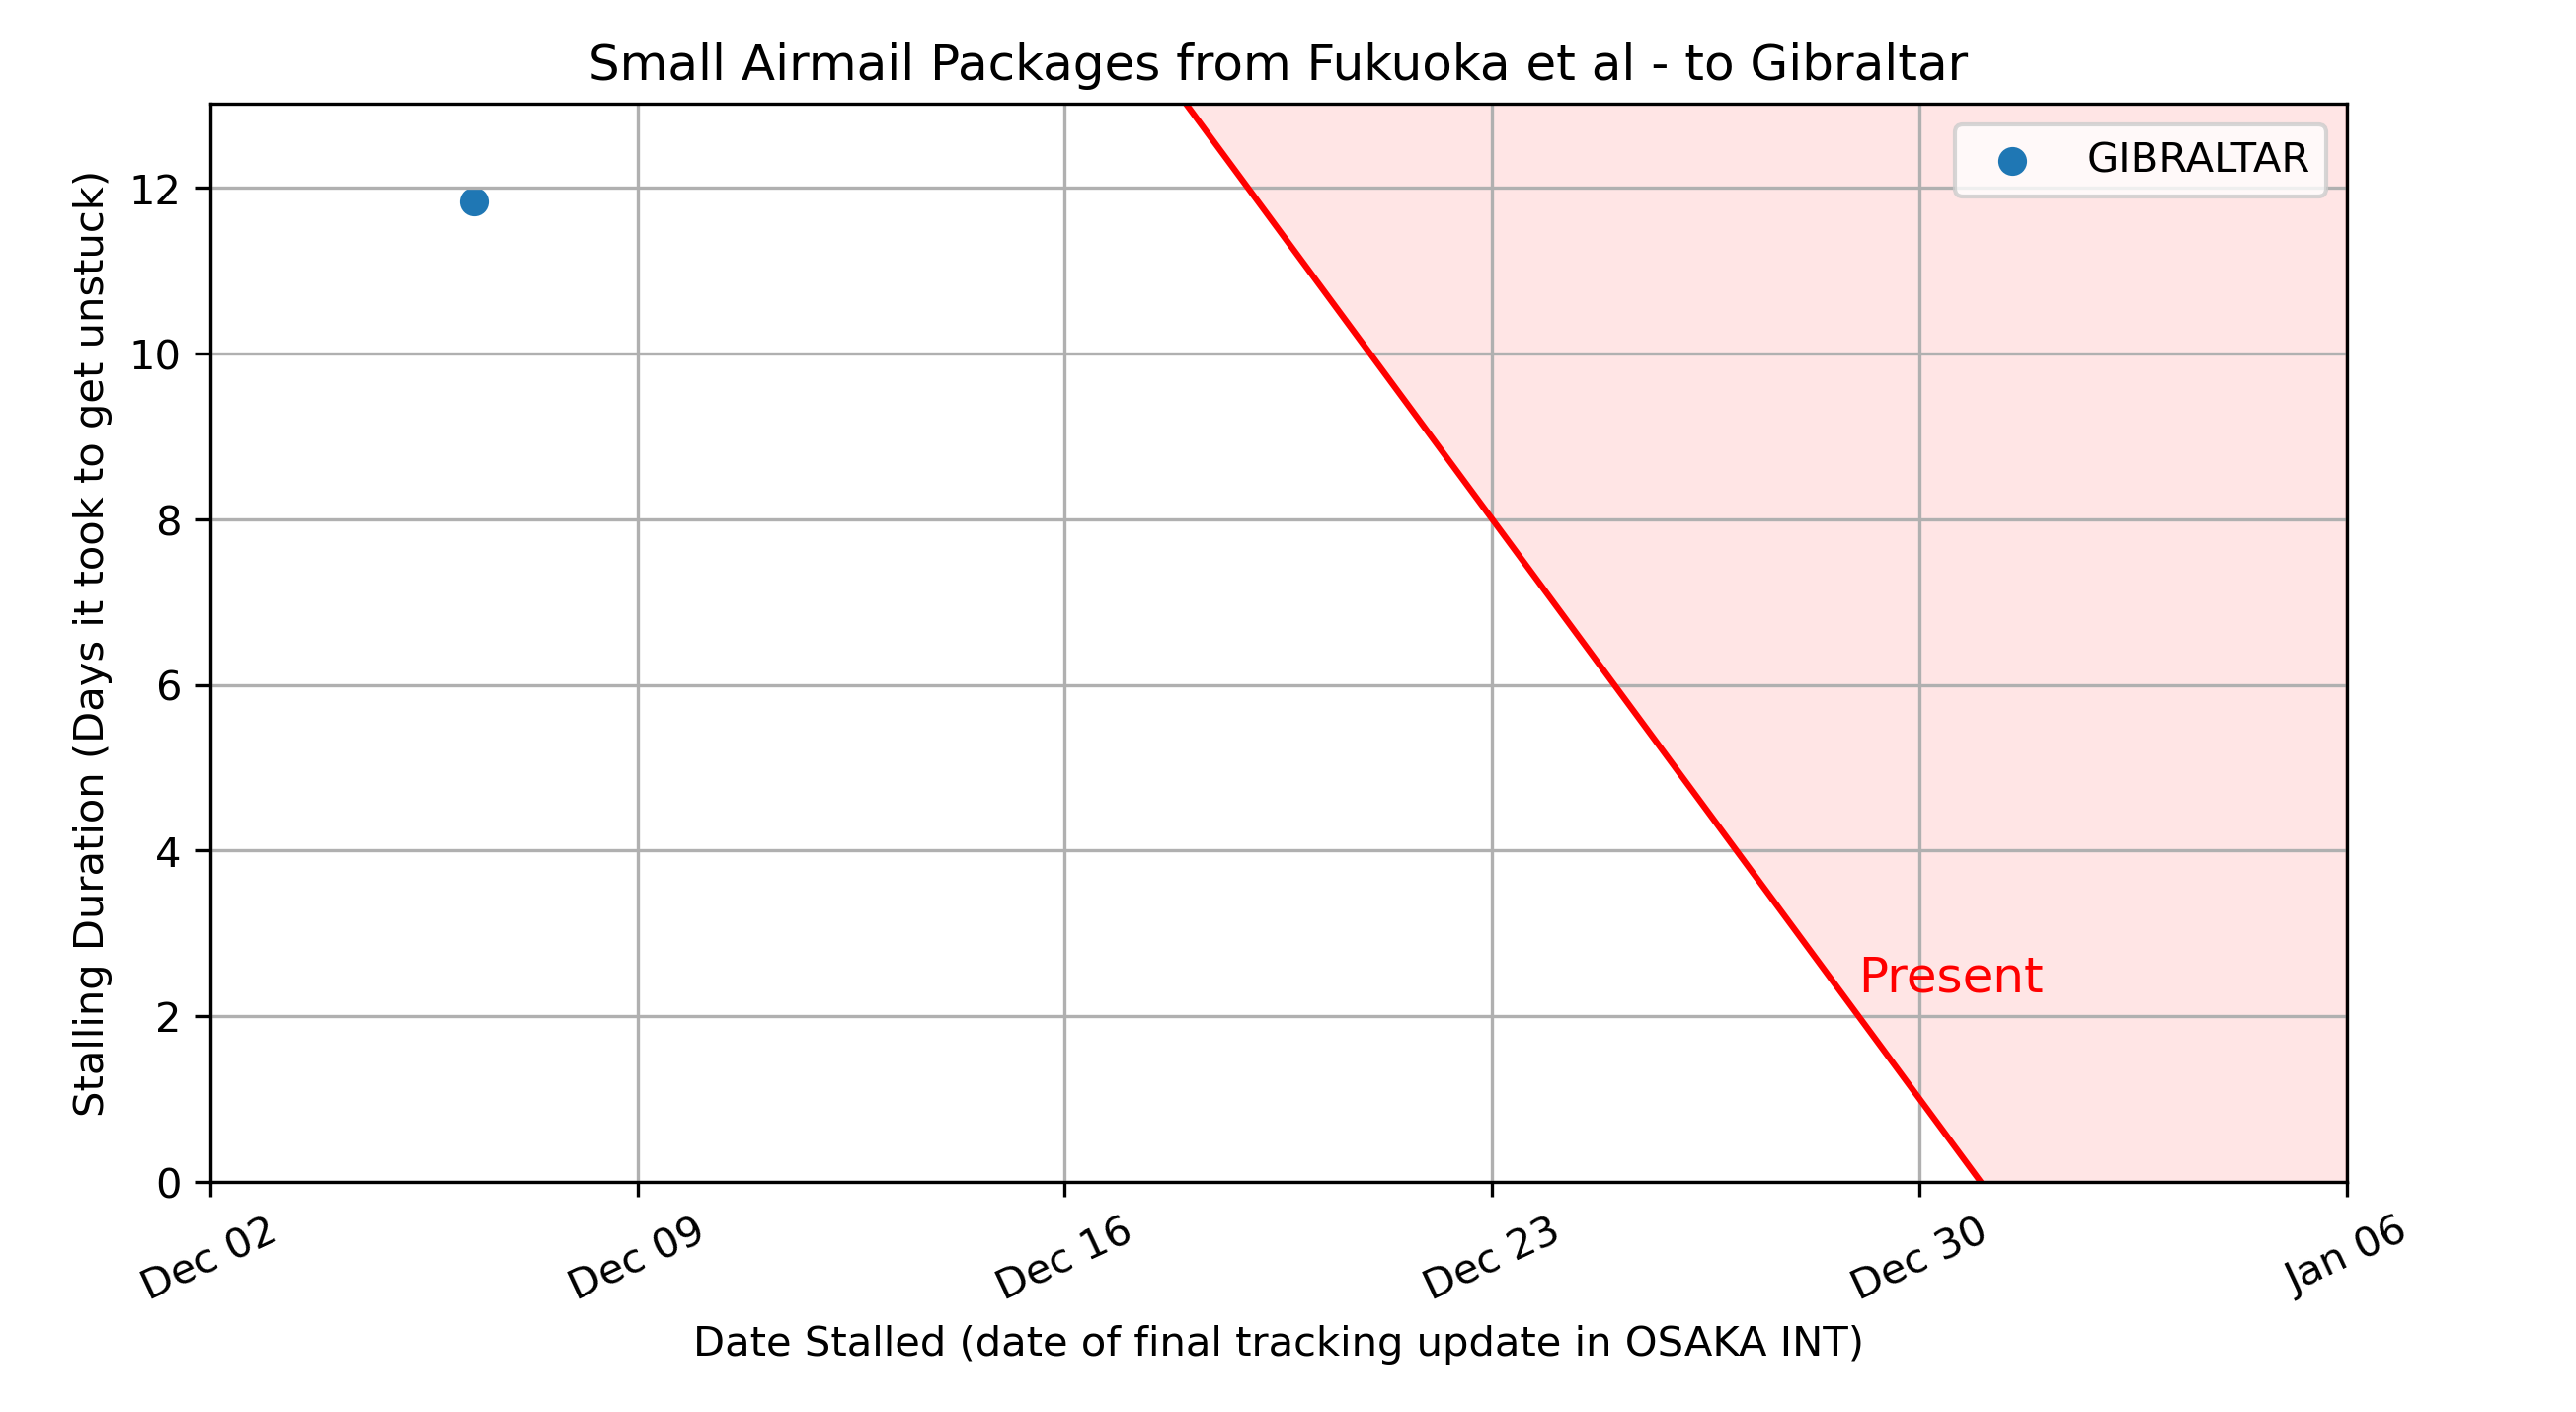 Small Airmail Packages from Fukuoka et al - to Gibraltar
GIBRALTAR
Stalling Duration (Days it took to get unstuck)
12
10
8
6
4
2
0
Present
Dec 02
Dec 09
Dec 16
Dec 23
Dec 30
Jan 06
Date Stalled (date of final tracking update in OSAKA INT)